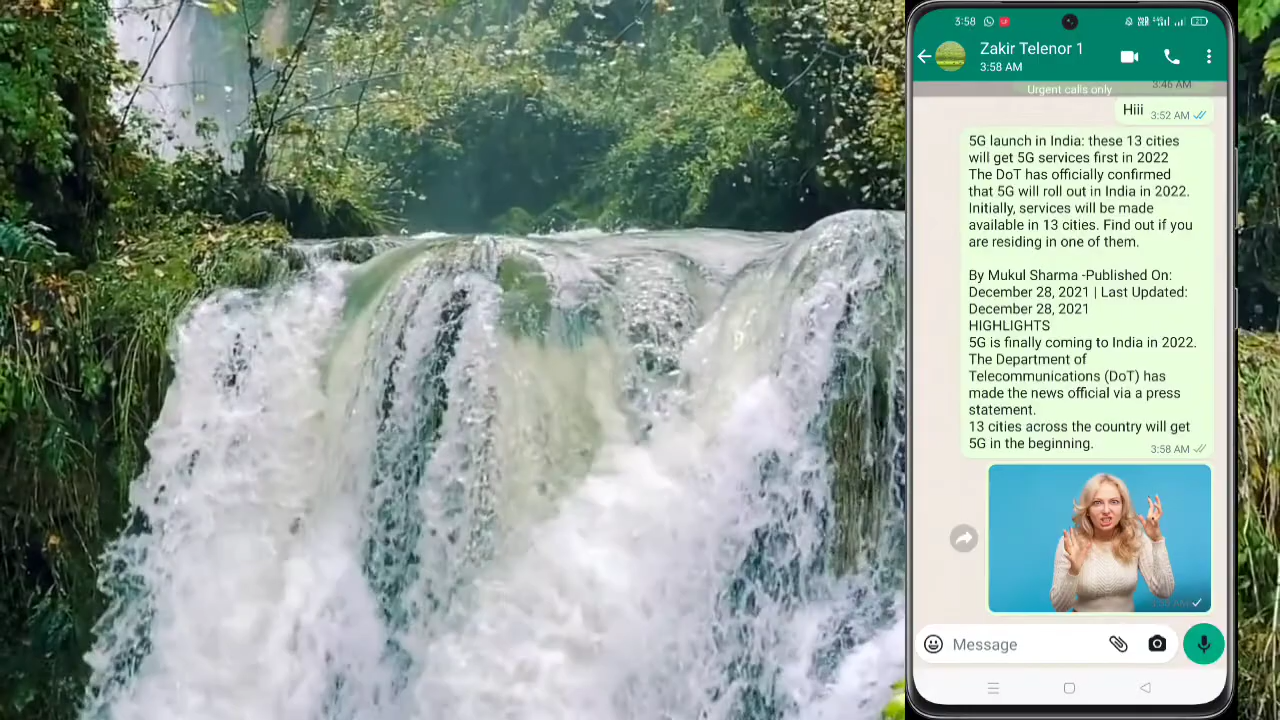 3:58
Zakir Telenor 1
3:58 AM
3:46 AM
Urgent calls only
Hiii
3:52 AM
5G launch in India: these 13 cities
will get 5G services first in 2022
The DoT has officially confirmed
that 5G will roll out in India in 2022.
Initially, services will be made
available in 13 cities. Find out if you
are residing in one of them.
By Mukul Sharma -Published On:
December 28, 2021 | Last Updated:
December 28, 2021
HIGHLIGHTS
5G is finally coming to India in 2022.
The Department of
Telecommunications (DoT) has
made the news official via a press
statement.
13 cities across the country will get
5G in the beginning.
3:58 AM
Message